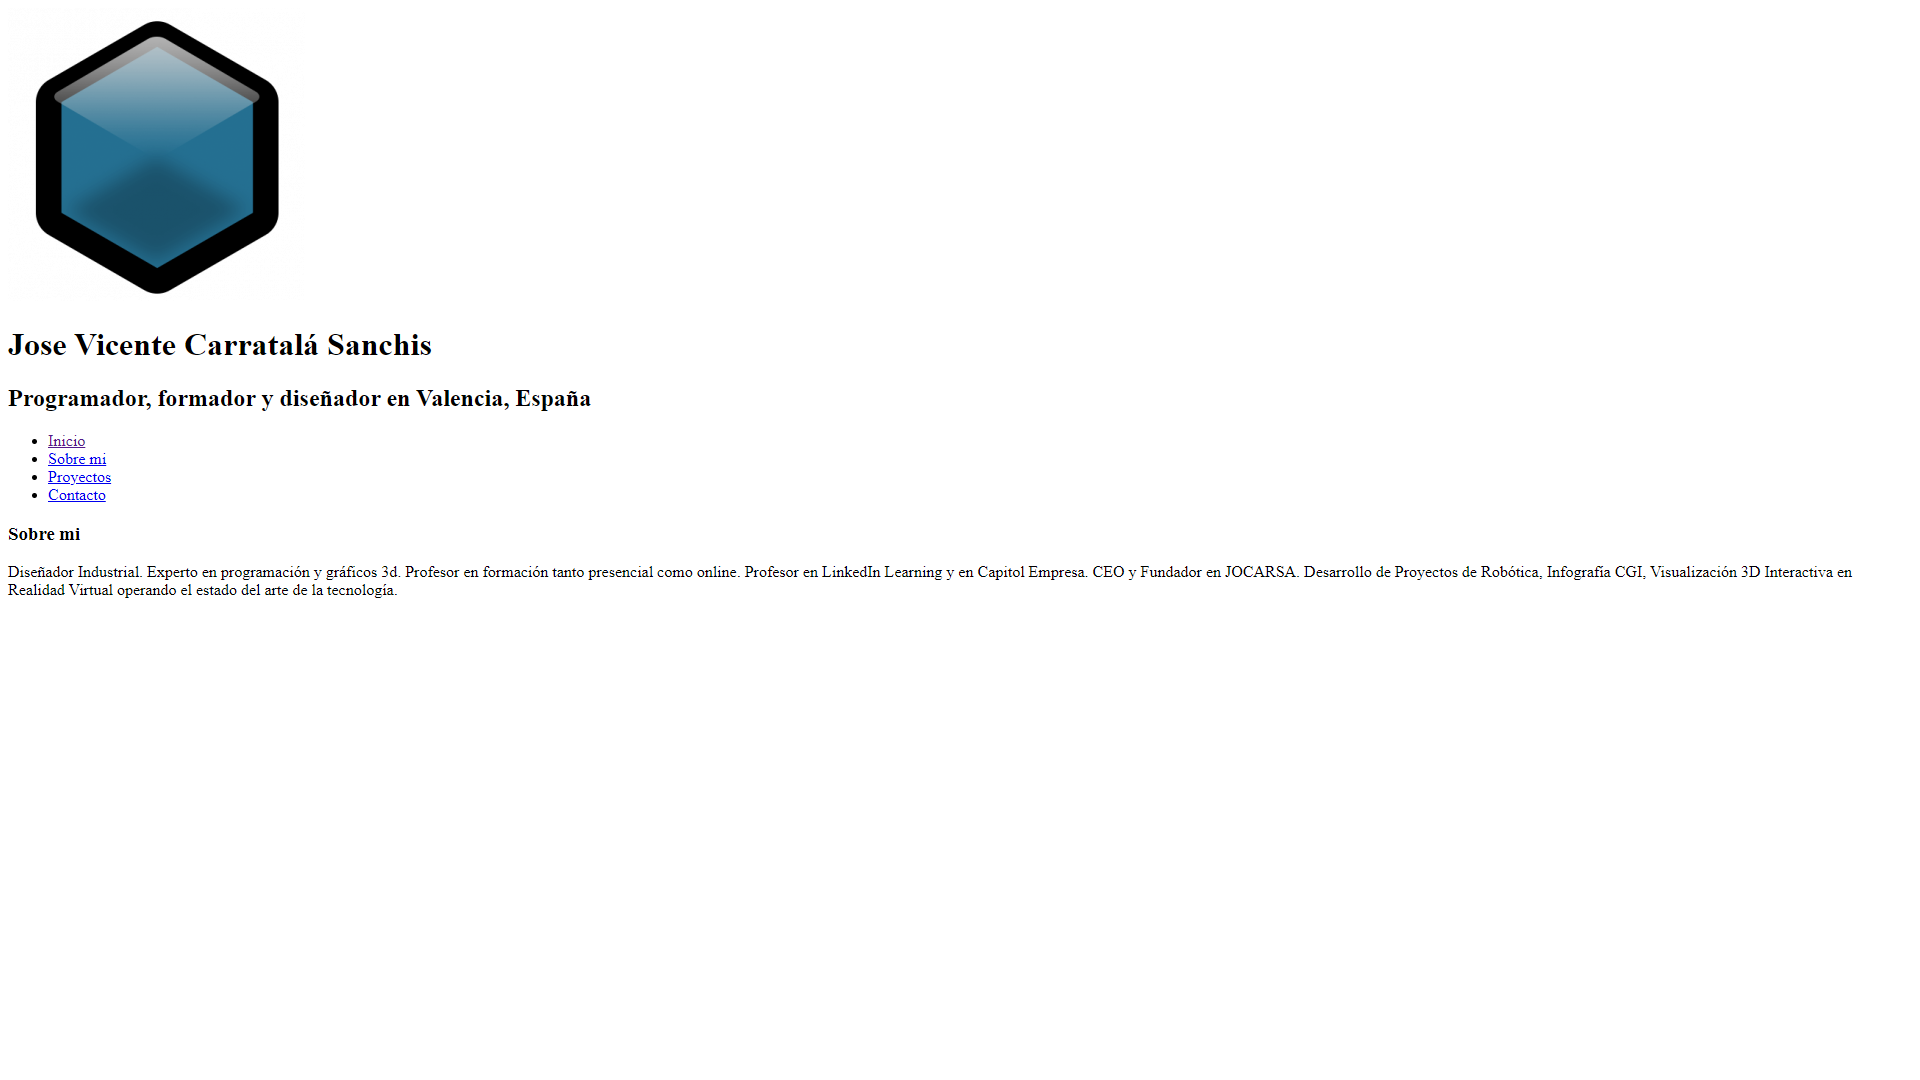 Jose Vicente Carratalá Sanchis
Programador, formador y diseñador en Valencia, España
Inicio
Sobre mi
Proyectos
Contacto
Sobre mi
Diseñador Industrial. Experto en programación y gráficos 3d. Profesor en formación tanto presencial como online. Profesor en LinkedIn Learning y en Capitol Empresa. CEO y Fundador en JOCARSA. Desarrollo de Proyectos de Robótica, Infografía CGI, Visualización 3D Interactiva en
Realidad Virtual operando el estado del arte de la tecnología.